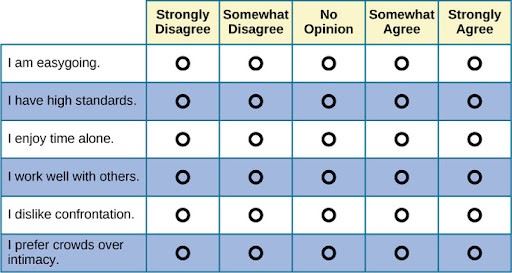 Strongly Disagree
Somewhat Disagree
No Opinion
Somewhat Agree
Strongly Agree
I am easygoing.
I have high standards.
I enjoy time alone.
I work well with others.
I dislike confrontation.
I prefer crowds over
intimacy.